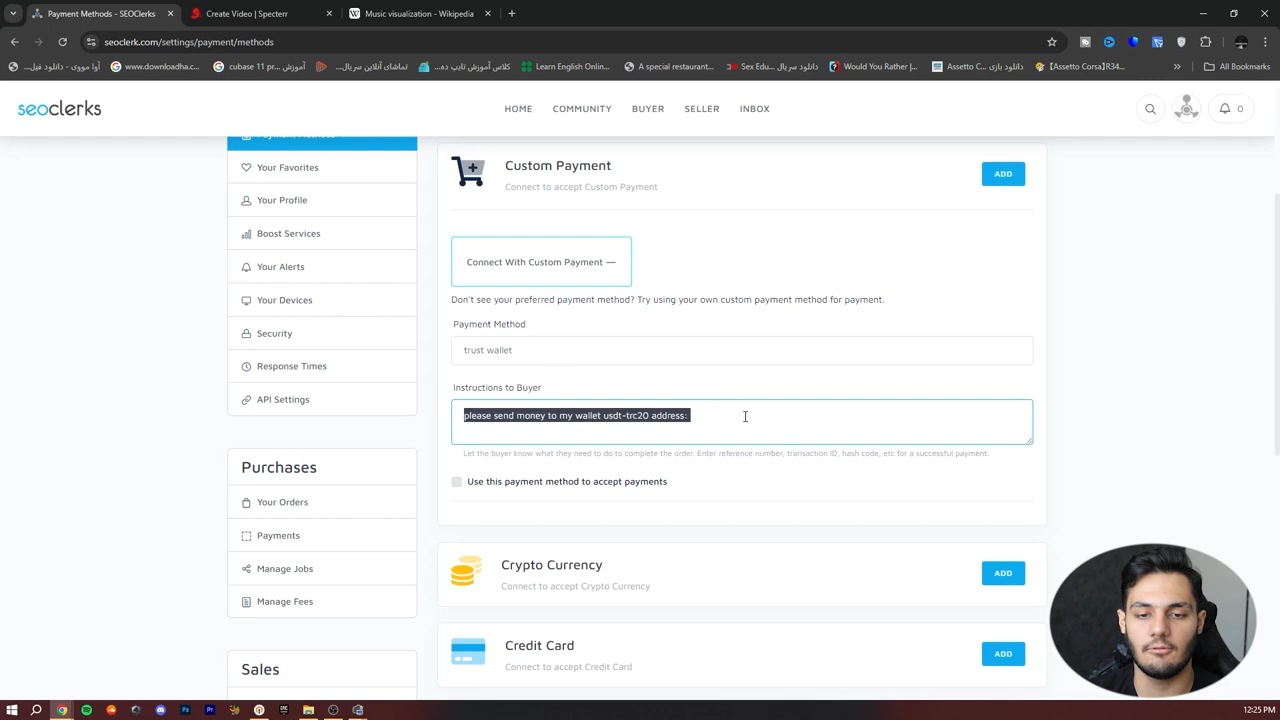 Payment Methods - SEOClerks
Create Video | Specterr
Music visualization - Wikipedia
seoclerk.com/settings/payment/methods
آوا مووی - دانلود فیل...
www.downloadha.com...
آموزش cubase 11 pr...
تماشای آنلاین سریال...
کلاس آموزش تایپ ده...
Learn English Onlin...
A special restaurant...
دانلود سریال Sex Edu...
Would You Rather |...
دانلود بازی Assetto C...
(Assetto Corsa)R34...
All Bookmarks
seoclerks
HOME
COMMUNITY
BUYER
SELLER
INBOX
0
Your Favorites
Your Profile
Boost Services
Your Alerts
Your Devices
Security
Response Times
API Settings
Purchases
Your Orders
Payments
Manage Jobs
Manage Fees
Sales
Custom Payment
Connect to accept Custom Payment
ADD
Connect With Custom Payment —
Don't see your preferred payment method? Try using your own custom payment method for payment.
Payment Method
trust wallet
Instructions to Buyer
please send money to my wallet usdt-trc20 address:
Let the buyer know what they need to do to complete the order. Enter reference number, transaction ID, hash code, etc for a successful payment.
Use this payment method to accept payments
Crypto Currency
Connect to accept Crypto Currency
ADD
Credit Card
Connect to accept Credit Card
ADD
12:25 PM